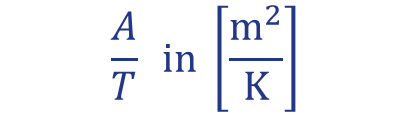 A/T in [m²/K]